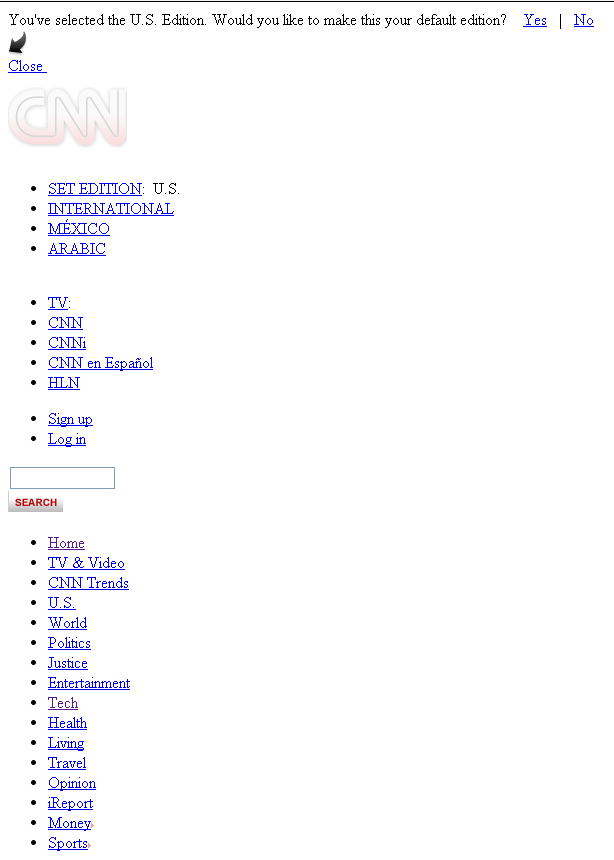 You've selected the U.S. Edition. Would you like to make this your default edition? Yes | No
Close
CNN
SET EDITION: U.S.
INTERNATIONAL
MÉXICO
ARABIC
TV:
CNN
CNNi
CNN en Español
HLN
Sign up
Log in
SEARCH
Home
TV & Video
CNN Trends
U.S.
World
Politics
Justice
Entertainment
Tech
Health
Living
Travel
Opinion
iReport
Money
Sports